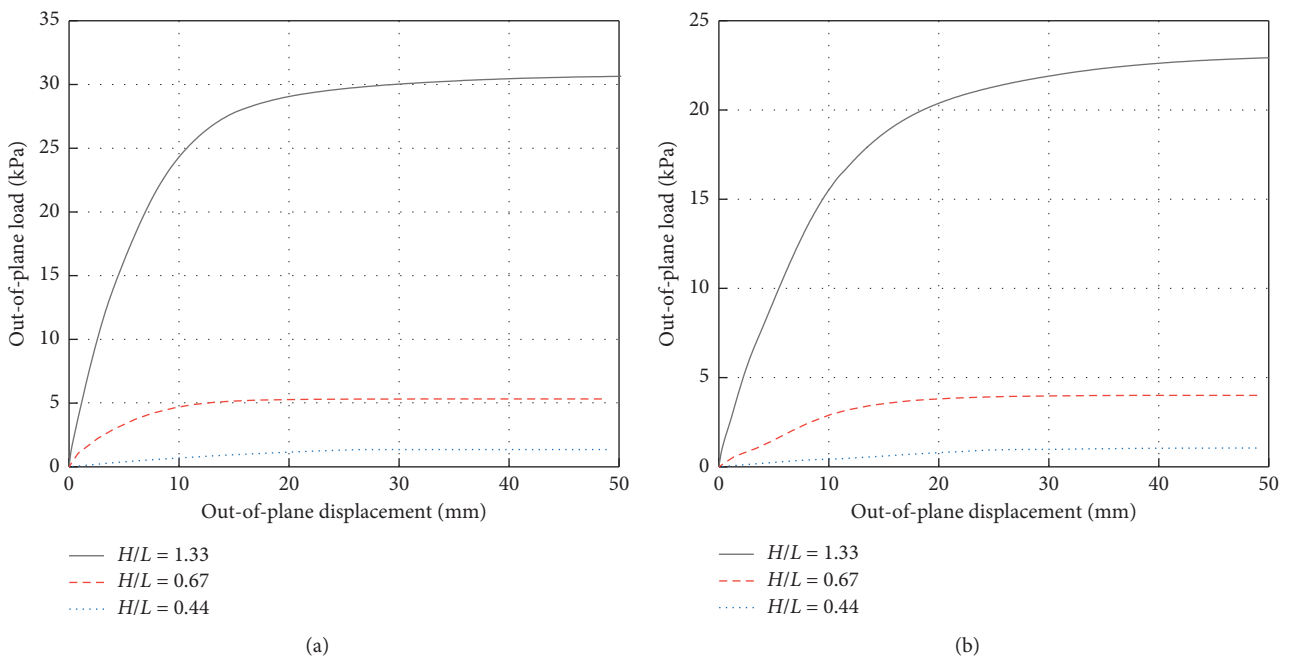 35
30
25
20
15
10
5
0
Out-of-plane load (kPa)
0 10 20 30 40 50
Out-of-plane displacement (mm)
H/L = 1.33
H/L = 0.67
H/L = 0.44
(a)
25
20
15
10
5
0
Out-of-plane load (kPa)
0 10 20 30 40 50
Out-of-plane displacement (mm)
H/L = 1.33
H/L = 0.67
H/L = 0.44
(b)